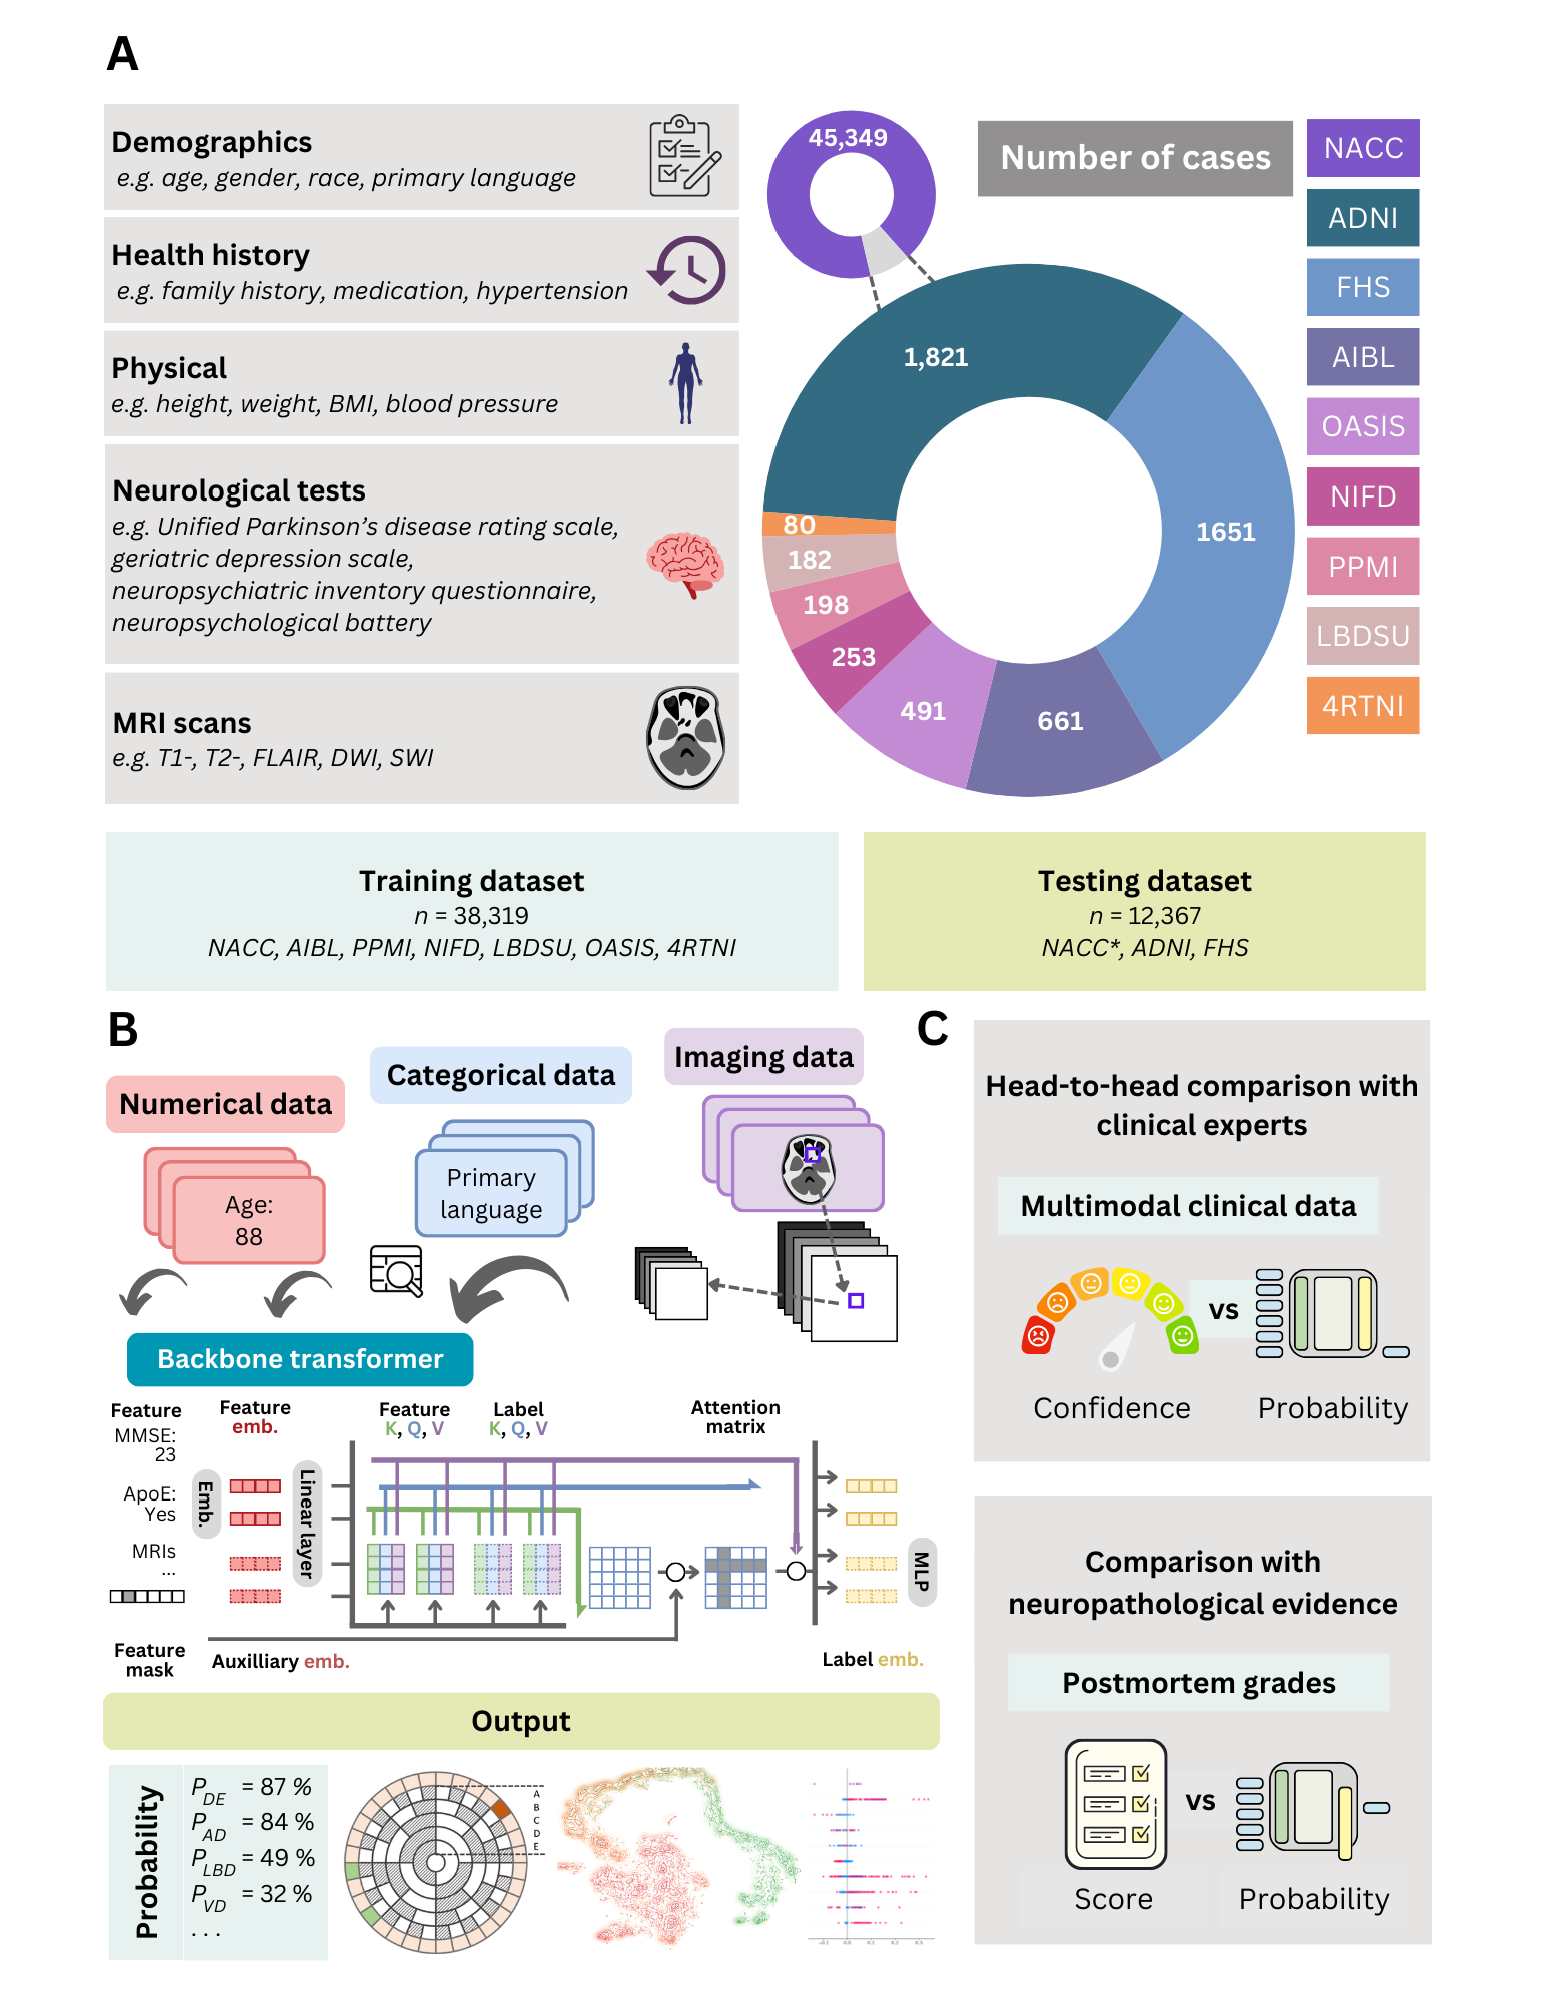 A
Demographics
e.g. age, gender, race, primary language
Health history
e.g. family history, medication, hypertension
Physical
e.g. height, weight, BMI, blood pressure
Neurological tests
e.g. Unified Parkinson's disease rating scale,
geriatric depression scale,
neuropsychiatric inventory questionnaire,
neuropsychological battery
MRI scans
e.g. T1-, T2-, FLAIR, DWI, SWI
45,349
Number of cases
1,821
1651
80
182
198
253
491
661
NACC
ADNI
FHS
AIBL
OASIS
NIFD
PPMI
LBDSU
4RTNI
Training dataset
n = 38,319
NACC, AIBL, PPMI, NIFD, LBDSU, OASIS, 4RTNI
Testing dataset
n = 12,367
NACC*, ADNI, FHS
B
Numerical data
Categorical data
Imaging data
Age:
88
Primary
language
Backbone transformer
Feature
MMSE:
23
ApoE:
Yes
MRIs
...
Feature
mask
Emb.
Feature
emb.
Linear layer
Feature
K, Q, V
Label
K, Q, V
Attention
matrix
MLP
Auxilliary emb.
Label emb.
Output
Probability
P DE = 87 %
P AD = 84 %
P LBD = 49 %
P VD = 32 %
. . .
A
B
C
D
E
C
Head-to-head comparison with
clinical experts
Multimodal clinical data
vs
Confidence
Probability
Comparison with
neuropathological evidence
Postmortem grades
vs
Score
Probability